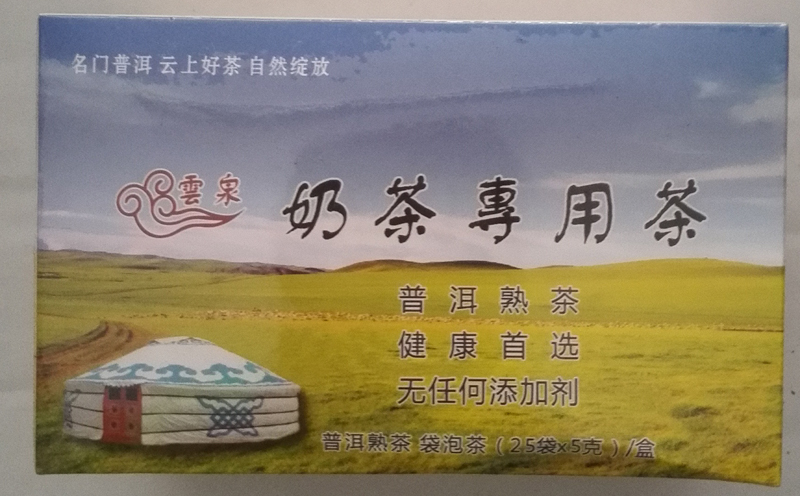 名门普洱 云上好茶 自然绽放
雲泉
奶茶專用茶
普洱熟茶
健康首选
无任何添加剂
普洱熟茶 袋泡茶(25袋×5克)/盒